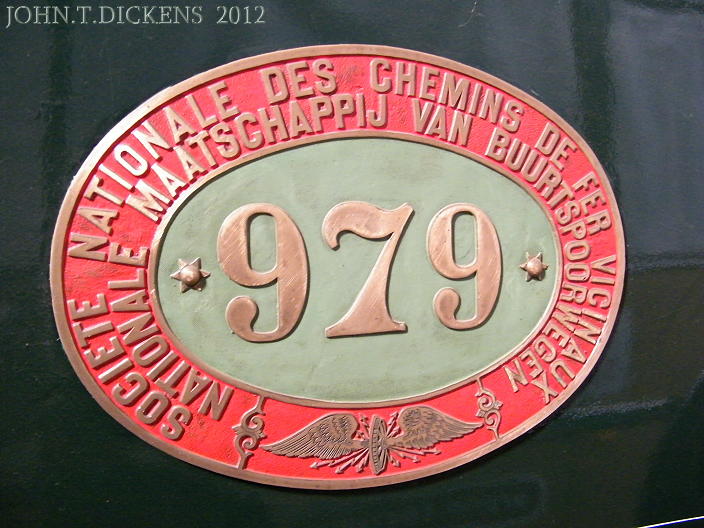 JOHN.T.DICKENS 2012
SOCIETE NATIONALE DES CHEMINS DE FER VICINAUX
NATIONALE MAATSCHAPPIJ VAN BUURTSPOORWEGEN
979